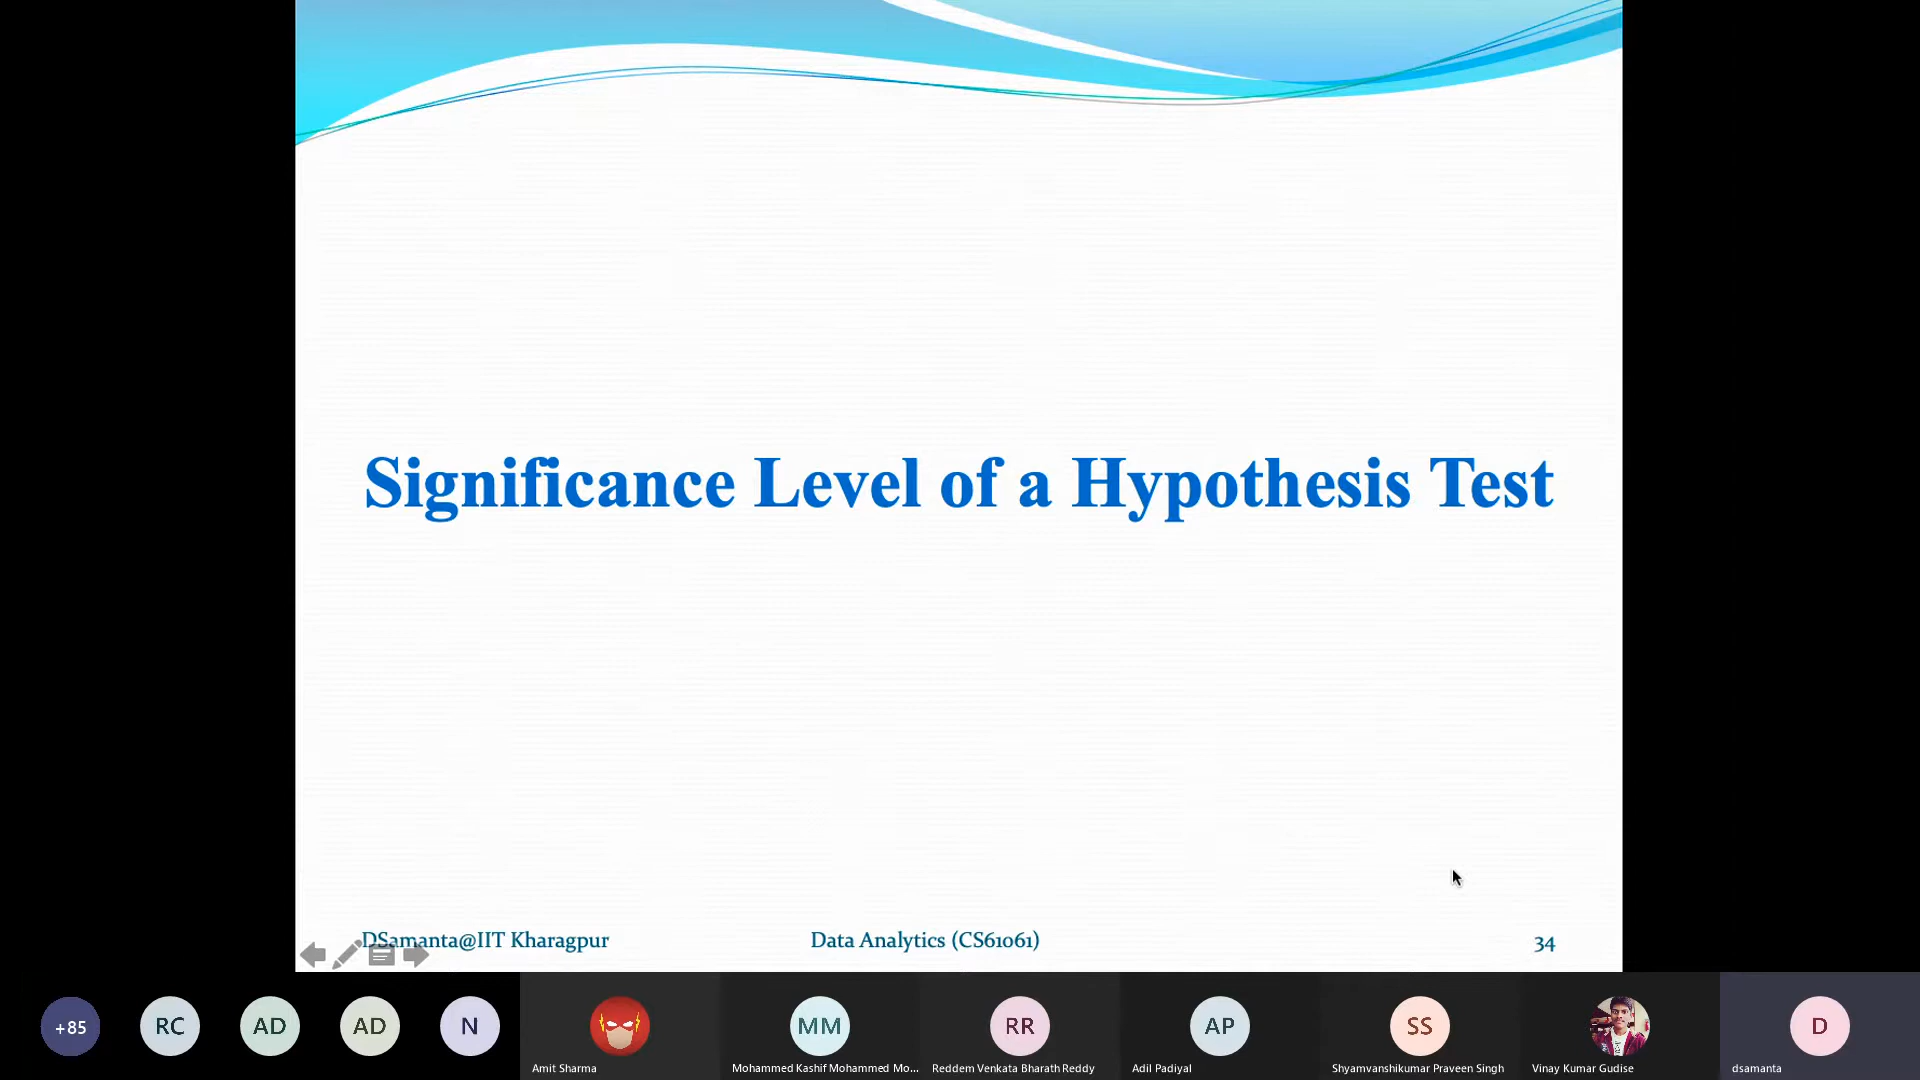 Significance Level of a Hypothesis Test
DSamanta@IIT Kharagpur
Data Analytics (CS61061)
34
+85
RC
AD
AD
N
MM
RR
AP
SS
D
Amit Sharma
Mohammed Kashif Mohammed Mo...
Reddem Venkata Bharath Reddy
Adil Padiyal
Shyamvanshikumar Praveen Singh
Vinay Kumar Gudise
dsamanta